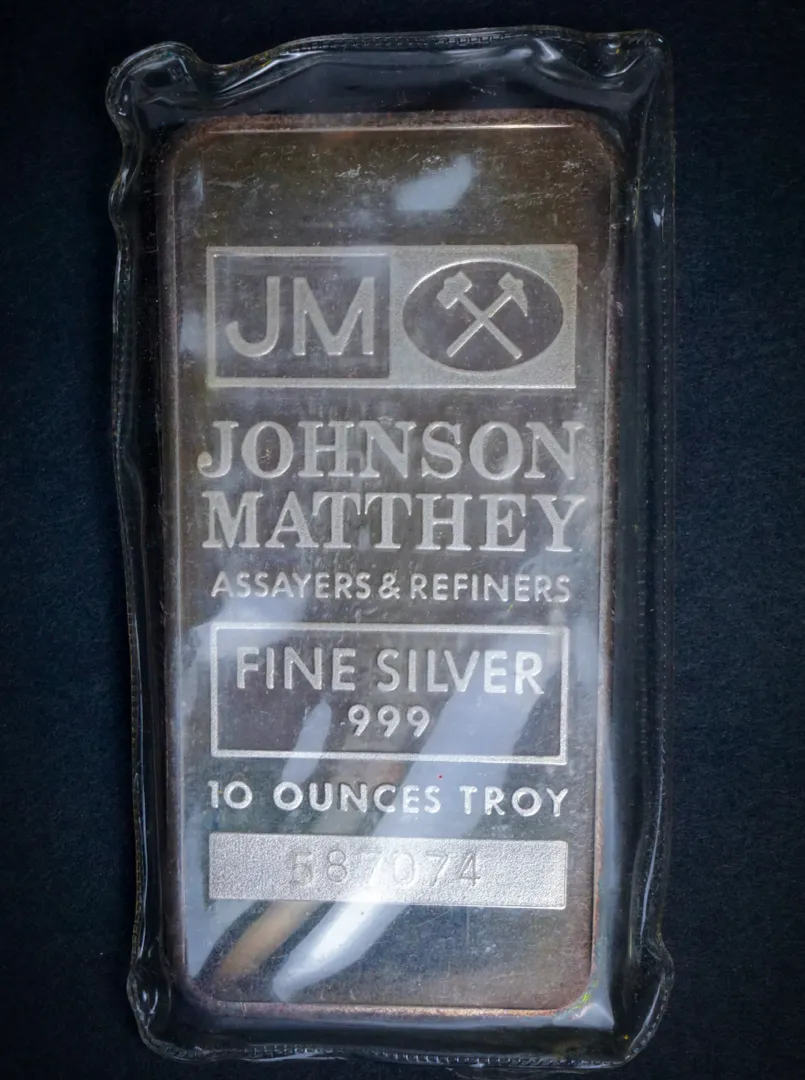 JM
JOHNSON
MATTHEY
ASSAYERS & REFINERS
FINE SILVER
999
10 OUNCES TROY
587074